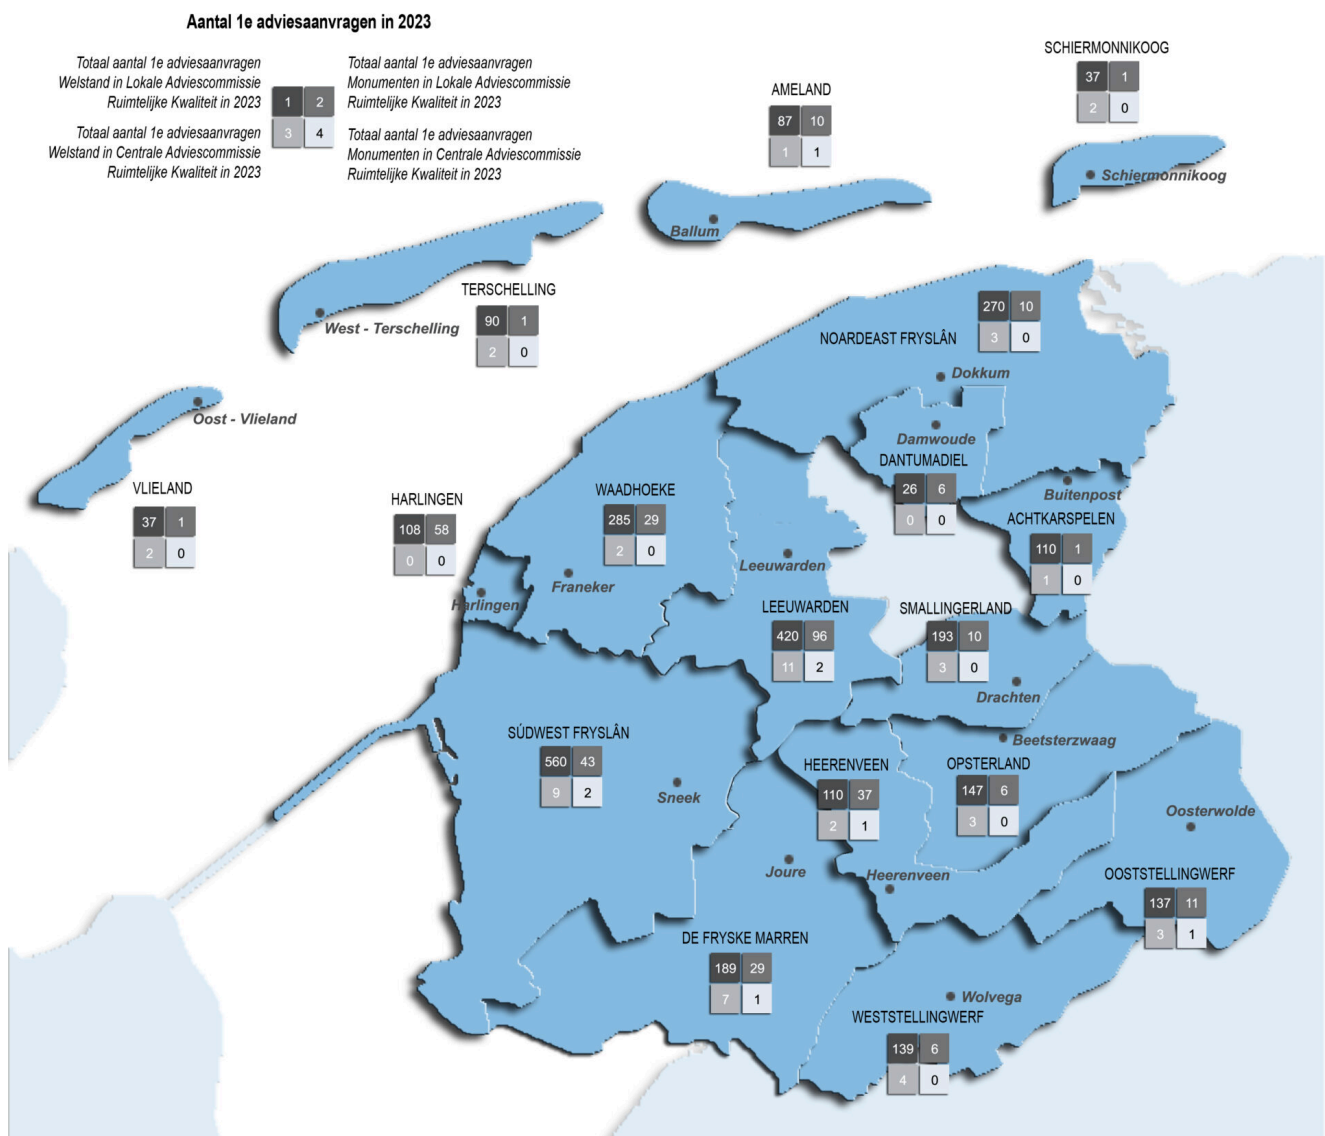 Aantal 1e adviesaanvragen in 2023
Totaal aantal 1e adviesaanvragen
Welstand in Lokale Adviescommissie
Ruimtelijke Kwaliteit in 2023
Totaal aantal 1e adviesaanvragen
Monumenten in Lokale Adviescommissie
Ruimtelijke Kwaliteit in 2023
1 2
3 4
Totaal aantal 1e adviesaanvragen
Welstand in Centrale Adviescommissie
Ruimtelijke Kwaliteit in 2023
Totaal aantal 1e adviesaanvragen
Monumenten in Centrale Adviescommissie
Ruimtelijke Kwaliteit in 2023
SCHIERMONNIKOOG
37 1
2 0
Schiermonnikoog
AMELAND
87 10
1 1
Ballum
TERSCHELLING
90 1
2 0
West - Terschelling
Oost - Vlieland
VLIELAND
37 1
2 0
NOARDEAST FRYSLÂN
270 10
3 0
Dokkum
Damwoude
DANTUMADIEL
26 6
0 0
Buitenpost
ACHTKARSPELEN
110 1
1 0
HARLINGEN
108 58
0 0
Harlingen
WAADHOEKE
285 29
2 0
Franeker
Leeuwarden
LEEUWARDEN
420 96
11 2
SMALLINGERLAND
193 10
3 0
Drachten
SÚDWEST FRYSLÂN
560 43
9 2
Sneek
HEERENVEEN
110 37
2 1
Heerenveen
Beetsterzwaag
OPSTERLAND
147 6
3 0
Oosterwolde
OOSTSTELLINGWERF
137 11
3 1
Joure
DE FRYSKE MARREN
189 29
7 1
Wolvega
WESTSTELLINGWERF
139 6
4 0